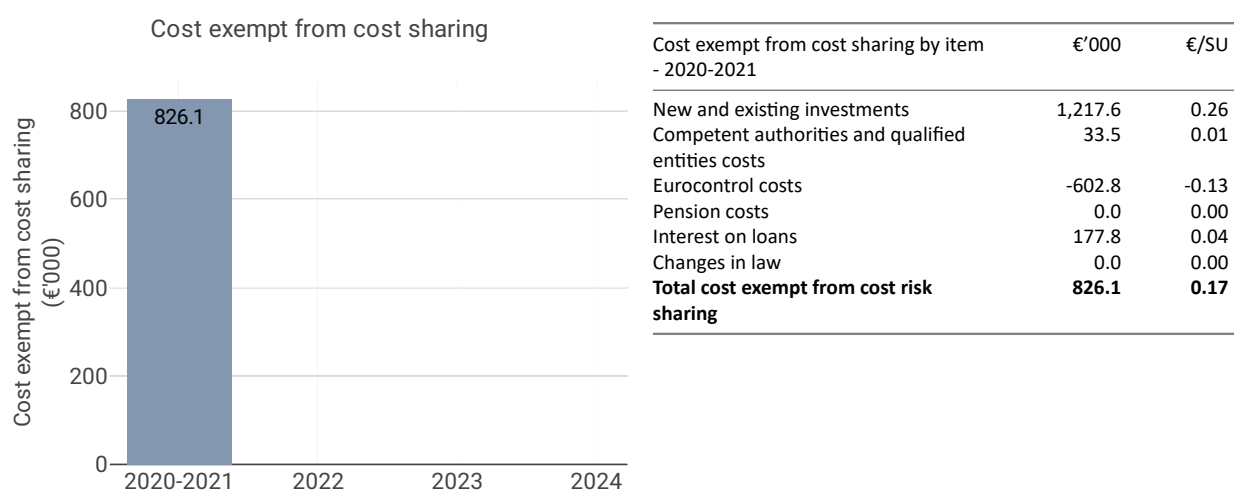 Cost exempt from cost sharing
Cost exempt from cost sharing
(€'000)
800
600
400
200
0
826.1
2020-2021
2022
2023
2024
Cost exempt from cost sharing by item €’000 €/SU
- 2020-2021
New and existing investments 1,217.6 0.26
Competent authorities and qualified 33.5 0.01
entities costs
Eurocontrol costs -602.8 -0.13
Pension costs 0.0 0.00
Interest on loans 177.8 0.04
Changes in law 0.0 0.00
Total cost exempt from cost risk 826.1 0.17
sharing